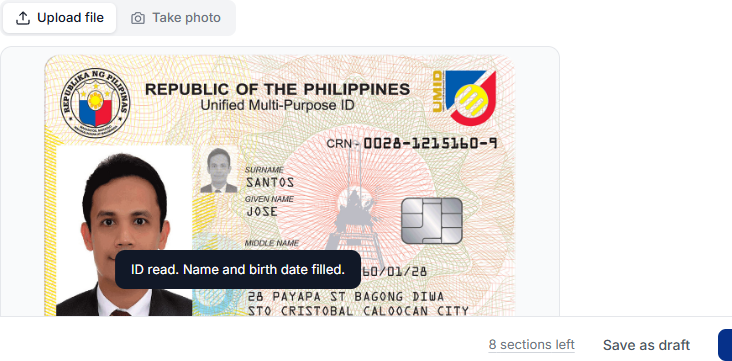 Upload file
Take photo
REPUBLIKA NG PILIPINAS
REPUBLIC OF THE PHILIPPINES
Unified Multi-Purpose ID
UMID
CRN - 0028-1215160-9
SURNAME
SANTOS
GIVEN NAME
JOSE
MIDDLE NAME
ID read. Name and birth date filled.
60/01/28
28 PAYAPA ST BAGONG DIWA
STO CRISTOBAL CALOOCAN CITY
8 sections left
Save as draft